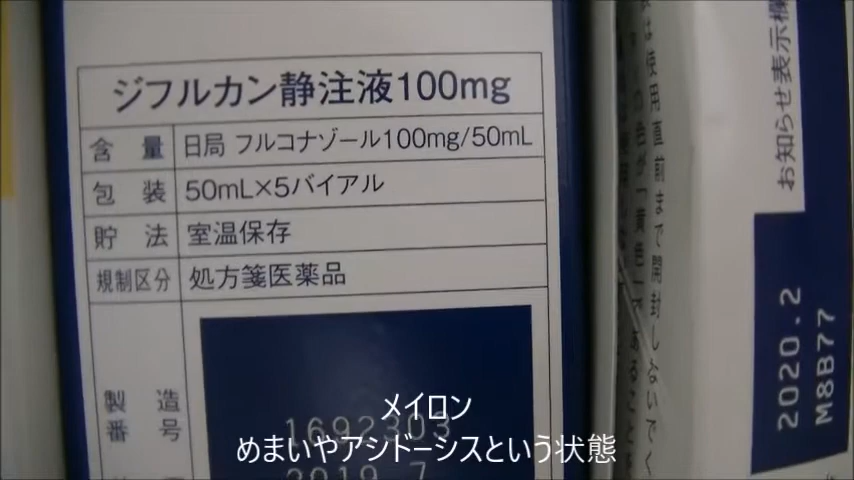 ジフルカン静注液100mg
含 量 日局 フルコナゾール100mg/50mL
包 装 50mL×5バイアル
貯 法 室温保存
規制区分 処方箋医薬品
製 造
番 号
1692303
2019.7
お知らせ表示欄
2020.2
M8B77
メイロン
めまいやアシドーシスという状態